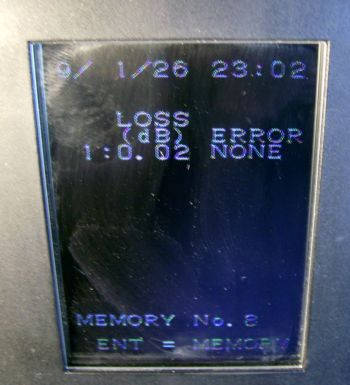 9/ 1/26 23:02
LOSS
(dB) ERROR
1:0.02 NONE
MEMORY No. 8
ENT = MEMORY